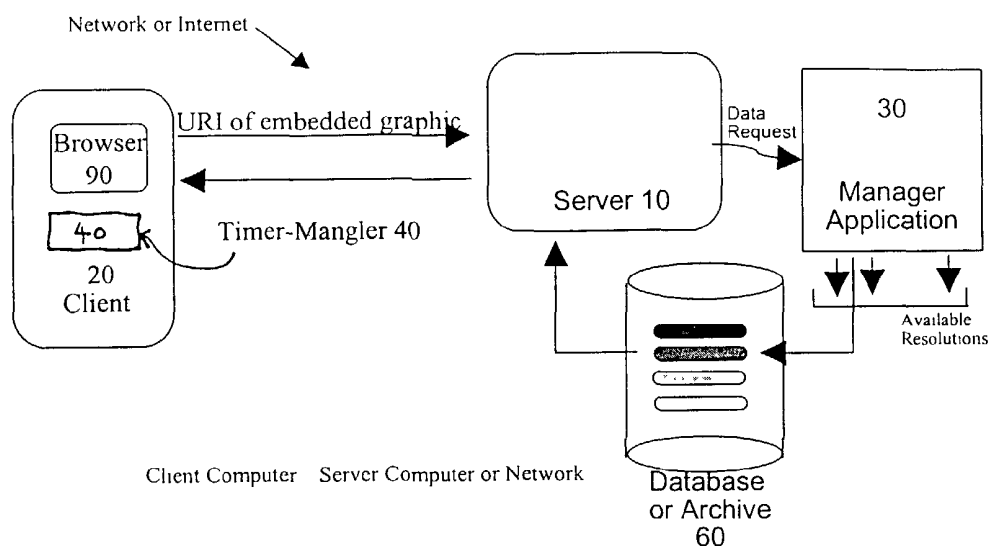 Network or Internet
URI of embedded graphic
Browser
90
40
20
Client
Timer-Mangler 40
Server 10
Data
Request
30
Manager
Application
Available
Resolutions
Client Computer Server Computer or Network
Database
or Archive
60